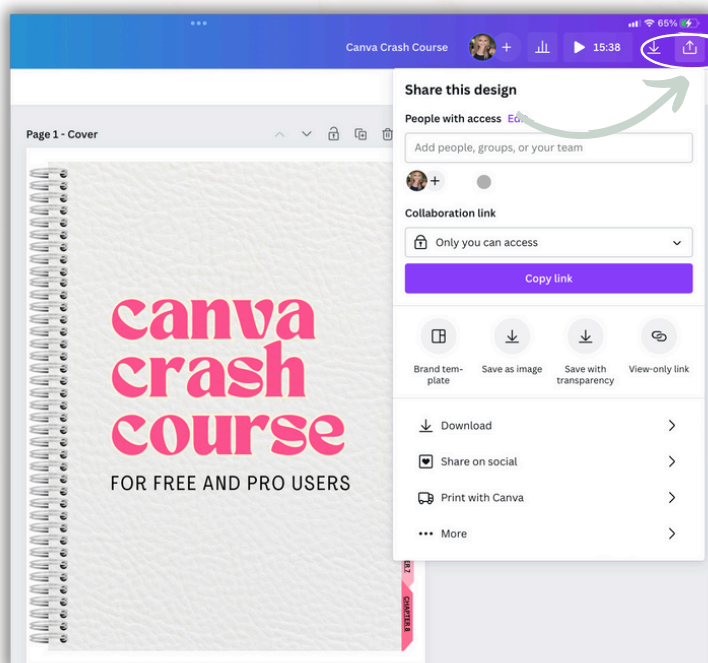 65%
Canva Crash Course
15:38
Share this design
People with access
Add people, groups, or your team
Collaboration link
Only you can access
Copy link
Brand tem-
plate
Save as image
Save with
transparency
View-only link
Download
Share on social
Print with Canva
More
Page 1 - Cover
canva
crash
course
FOR FREE AND PRO USERS
CHAPTER 8